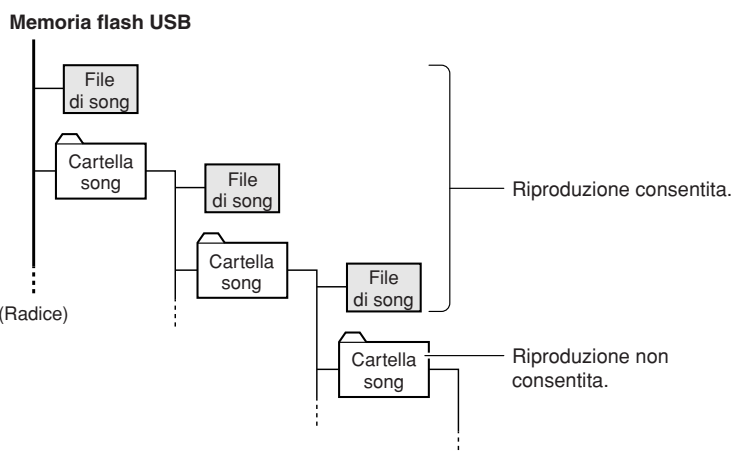 Memoria flash USB
File
di song
Cartella
song
File
di song
Riproduzione consentita.
Cartella
song
File
di song
(Radice)
Cartella
song
Riproduzione non
consentita.